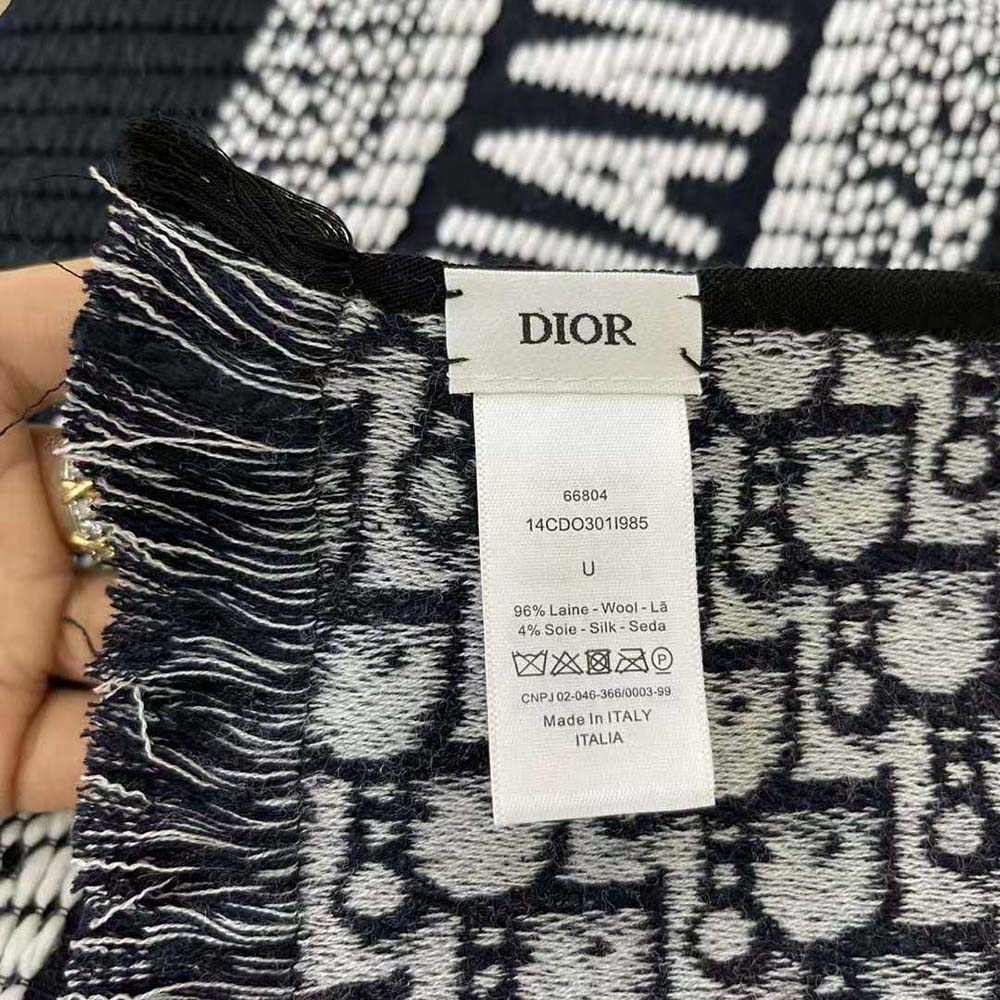 IAN
DIOR
66804
14CDO301I985
U
96% Laine - Wool - Lã
4% Soie - Silk - Seda
P
CNPJ 02-046-366/0003-99
Made In ITALY
ITALIA